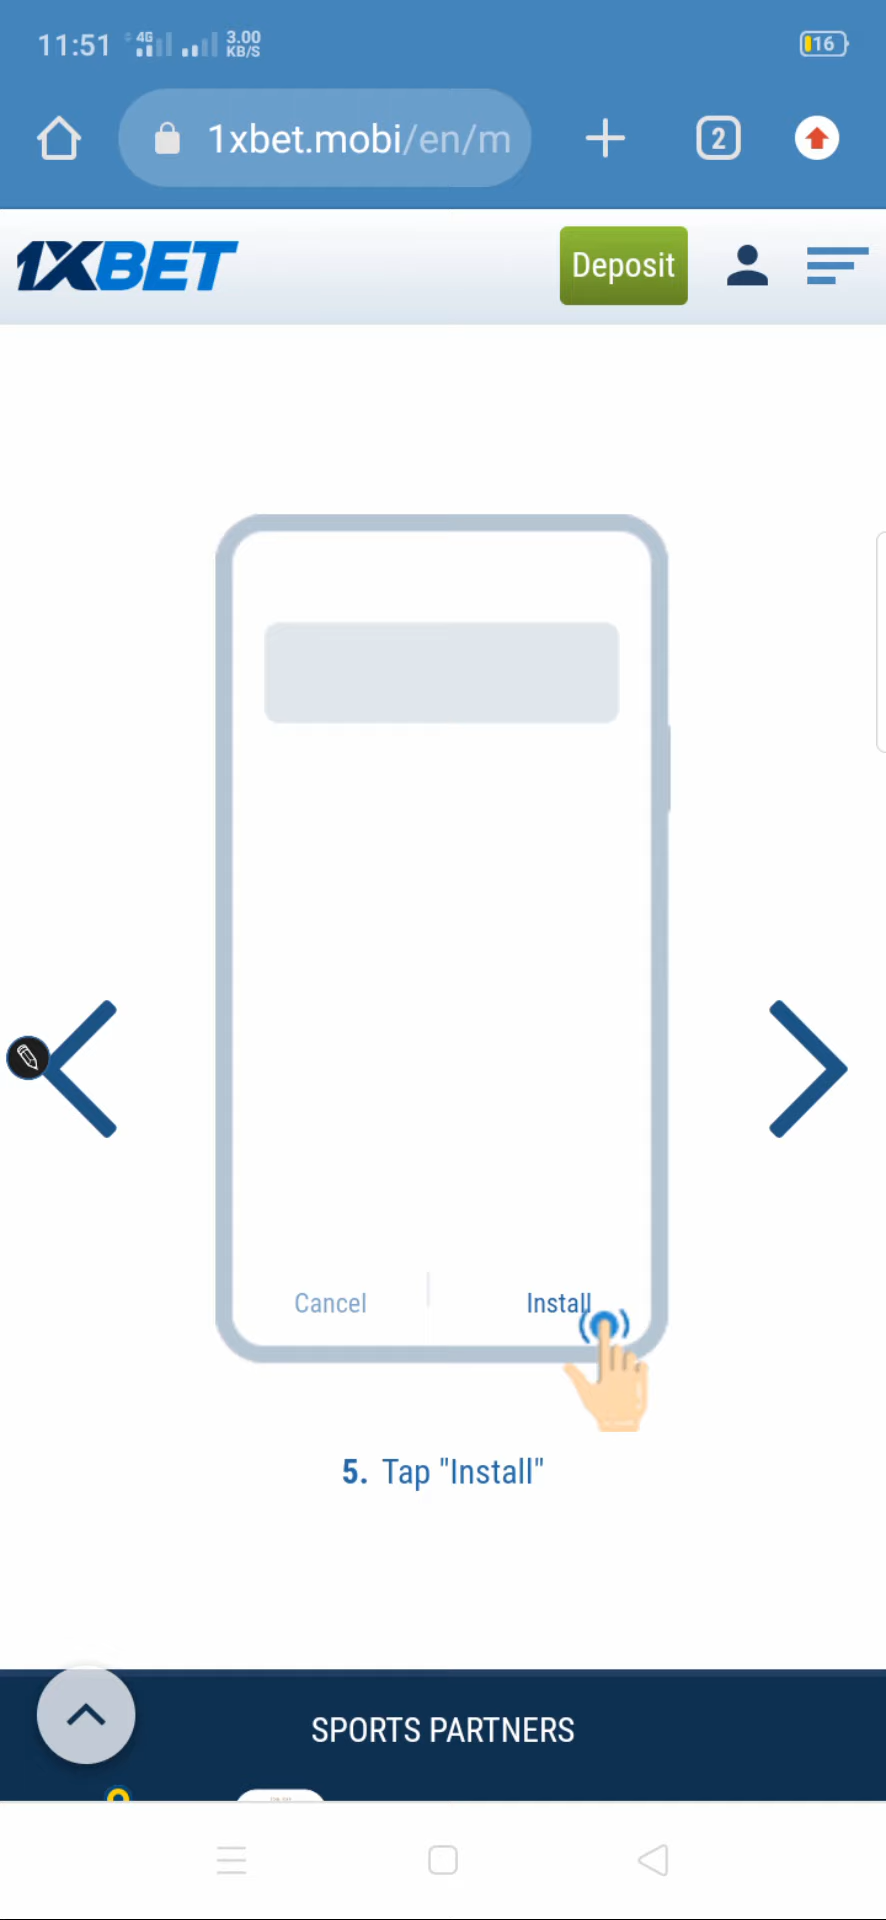 11:51 4G 3.00 KB/S 16
1xbet.mobi/en/m 2
1XBET Deposit
Cancel Install
5. Tap "Install"
SPORTS PARTNERS